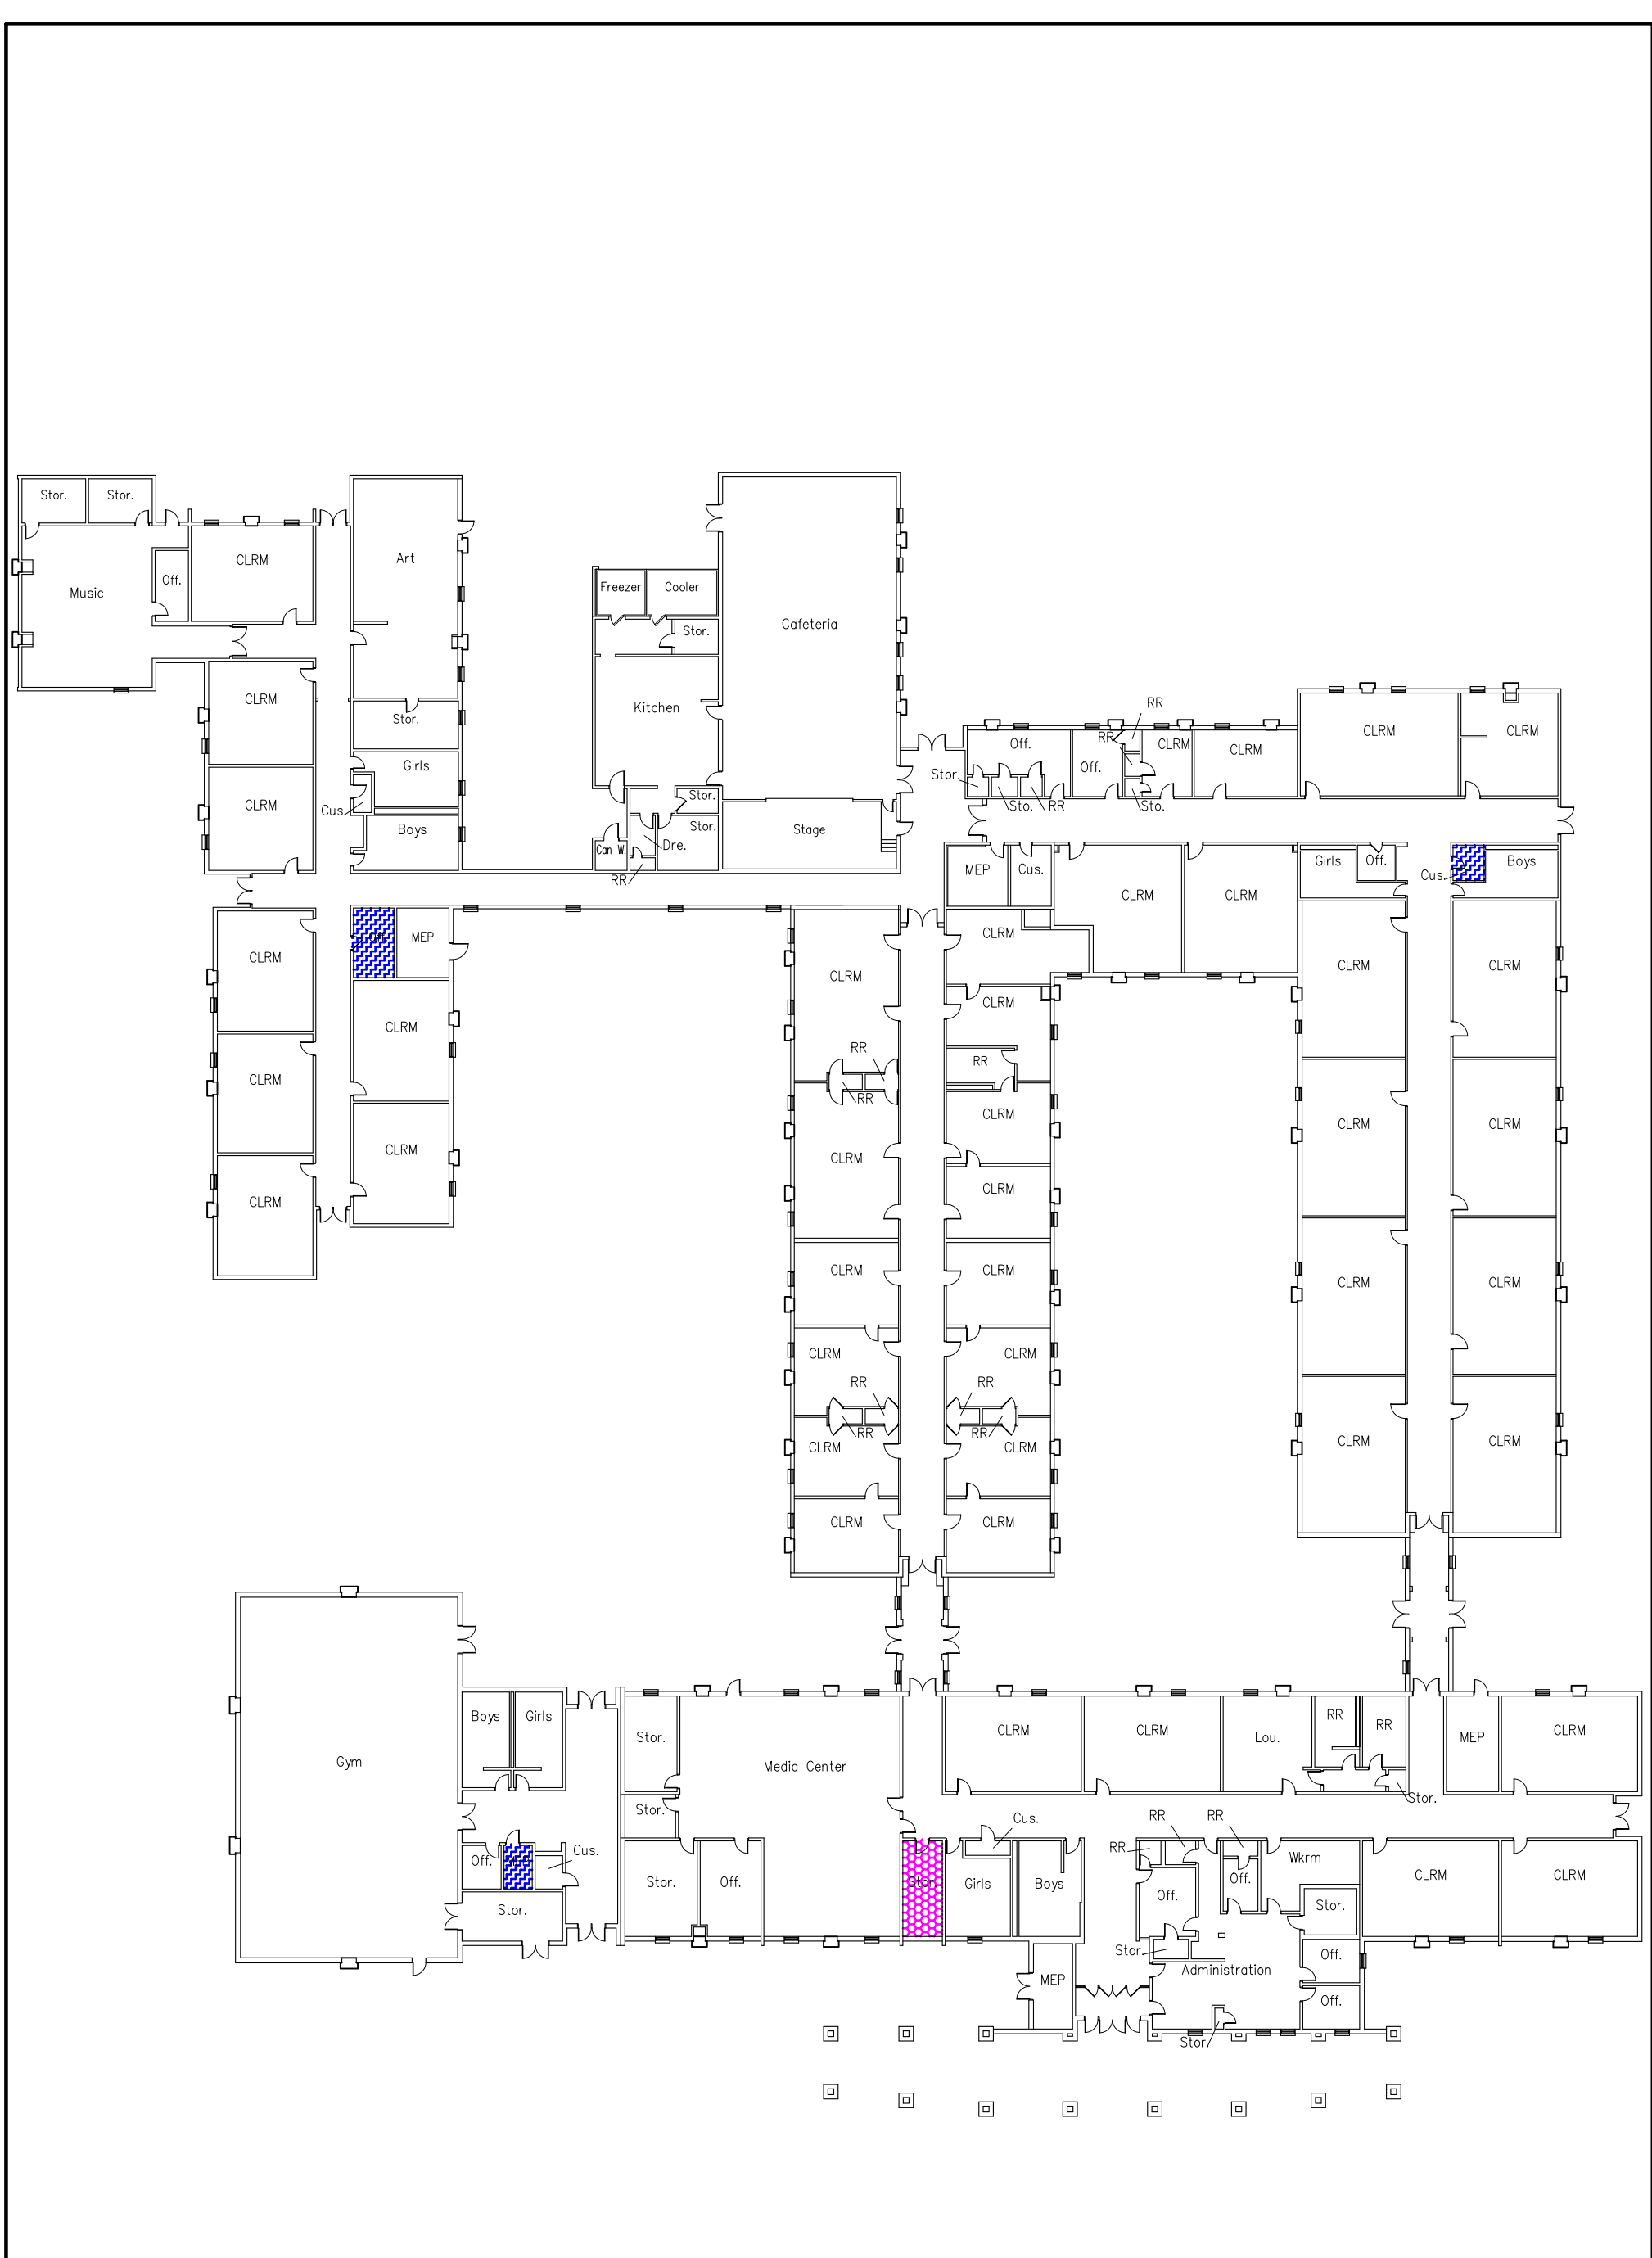 Stor.
Stor.
CLRM
Art
Off.
Music
Freezer
Cooler
Cafeteria
Stor.
CLRM
Kitchen
Stor.
RR
CLRM
CLRM
Off.
RR
CLRM
CLRM
Girls
Off.
Stor.
CLRM
Cus.
Stor.
Sto.
RR
Sto.
Boys
Stor.
Stage
Can W.
Dre.
RR
MEP
Cus.
Girls
Off.
Boys
Cus.
CLRM
CLRM
MEP
CLRM
CLRM
CLRM
CLRM
CLRM
CLRM
CLRM
RR
RR
CLRM
RR
CLRM
CLRM
CLRM
CLRM
CLRM
CLRM
CLRM
CLRM
CLRM
CLRM
CLRM
CLRM
CLRM
CLRM
RR
RR
RR
RR
CLRM
CLRM
CLRM
CLRM
CLRM
CLRM
Boys
Girls
RR
RR
Stor.
CLRM
CLRM
Lou.
MEP
CLRM
Gym
Media Center
Stor.
Stor.
Cus.
RR
RR
RR
Cus.
Wkrm
Off.
Stor.
Off.
Stor
Girls
Boys
Off.
Off.
CLRM
CLRM
Stor.
Stor.
Stor
Off.
MEP
Administration
Off.
Stor